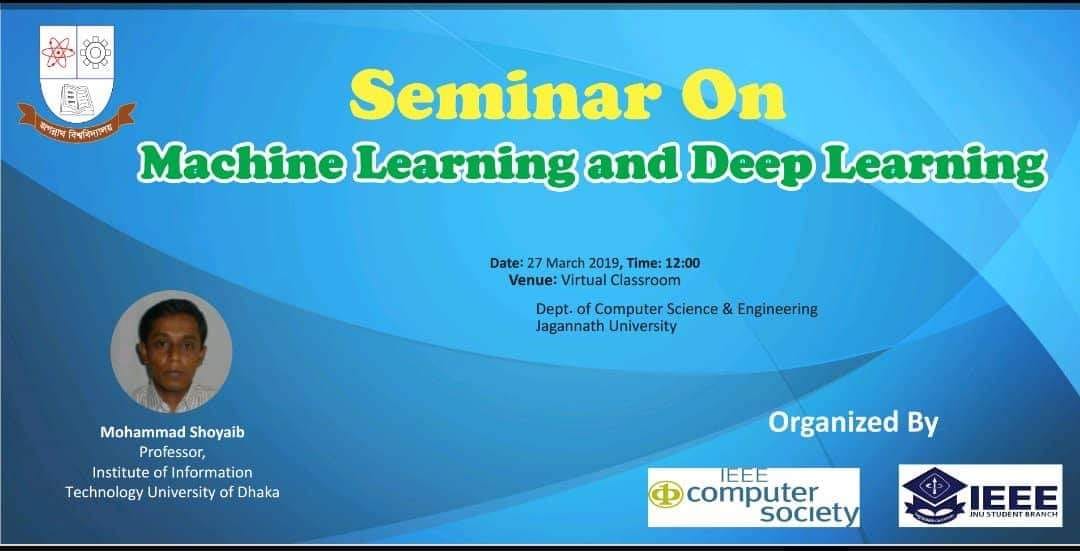 জগন্নাথ বিশ্ববিদ্যালয়
Seminar On
Machine Learning and Deep Learning
Date: 27 March 2019, Time: 12:00
Venue: Virtual Classroom
Dept. of Computer Science & Engineering
Jagannath University
Mohammad Shoyaib
Professor,
Institute of Information
Technology University of Dhaka
Organized By
IEEE
computer
society
IEEE
JNU STUDENT BRANCH